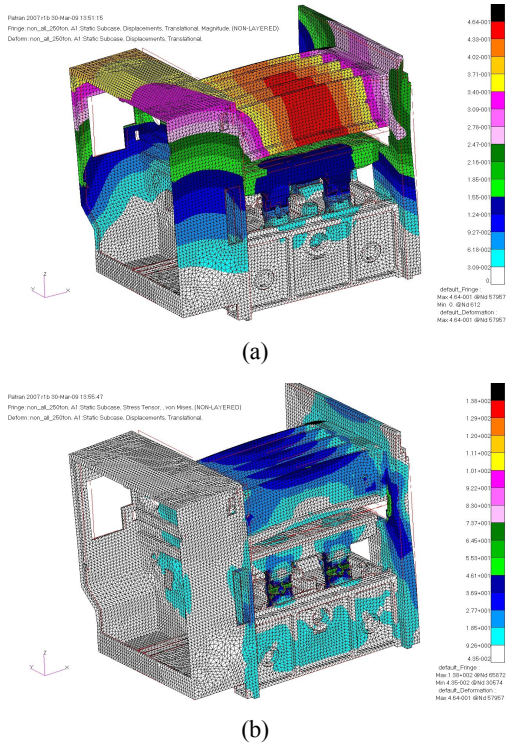 Patran 2007 r1b 30-Mar-09 13:51:15
Fringe: non_all_250ton, A1:Static Subcase, Displacements, Translational, Magnitude, (NON-LAYERED)
Deform: non_all_250ton, A1:Static Subcase, Displacements, Translational,
4.64-001
4.33-001
4.02-001
3.71-001
3.40-001
3.09-001
2.78-001
2.47-001
2.16-001
1.85-001
1.55-001
1.24-001
9.27-002
6.18-002
3.09-002
0.
default_Fringe :
Max 4.64-001 @Nd 57957
Min 0. @Nd 612
default_Deformation :
Max 4.64-001 @Nd 57957
Z
Y
X
(a)
Patran 2007 r1b 30-Mar-09 13:55:47
Fringe: non_all_250ton, A1:Static Subcase, Stress Tensor, , von Mises, (NON-LAYERED)
Deform: non_all_250ton, A1:Static Subcase, Displacements, Translational,
1.38+002
1.29+002
1.20+002
1.11+002
1.01+002
9.22+001
8.30+001
7.37+001
6.45+001
5.53+001
4.61+001
3.69+001
2.77+001
1.85+001
9.26+000
4.35-002
default_Fringe :
Max 1.38+002 @Nd 65872
Min 4.35-002 @Nd 30574
default_Deformation :
Max 4.64-001 @Nd 57957
Z
Y
X
(b)